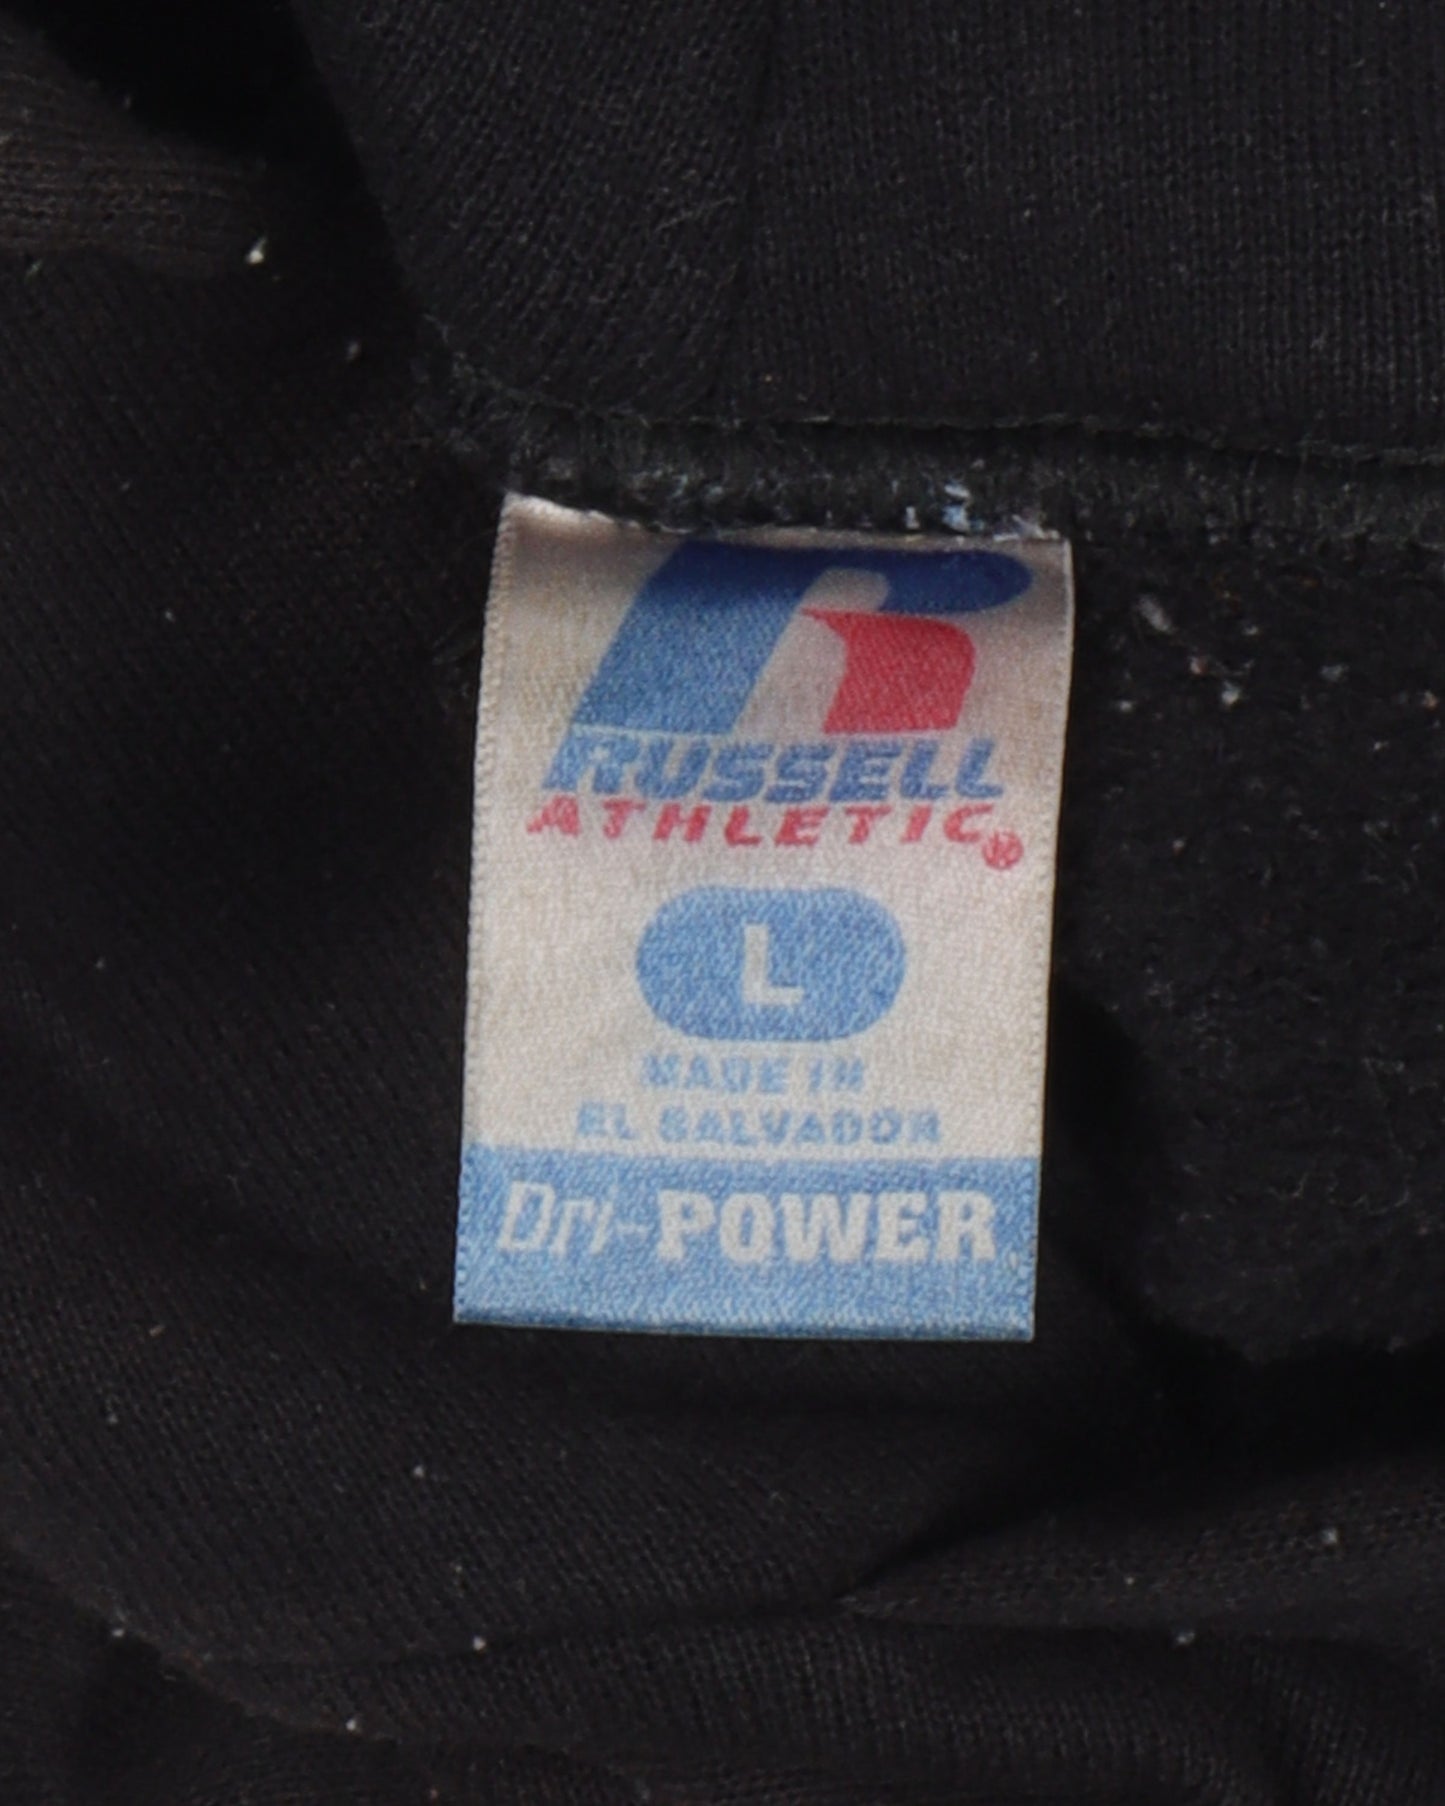 RUSSELL
ATHLETIC®
L
MADE IN
EL SALVADOR
Dri-POWER